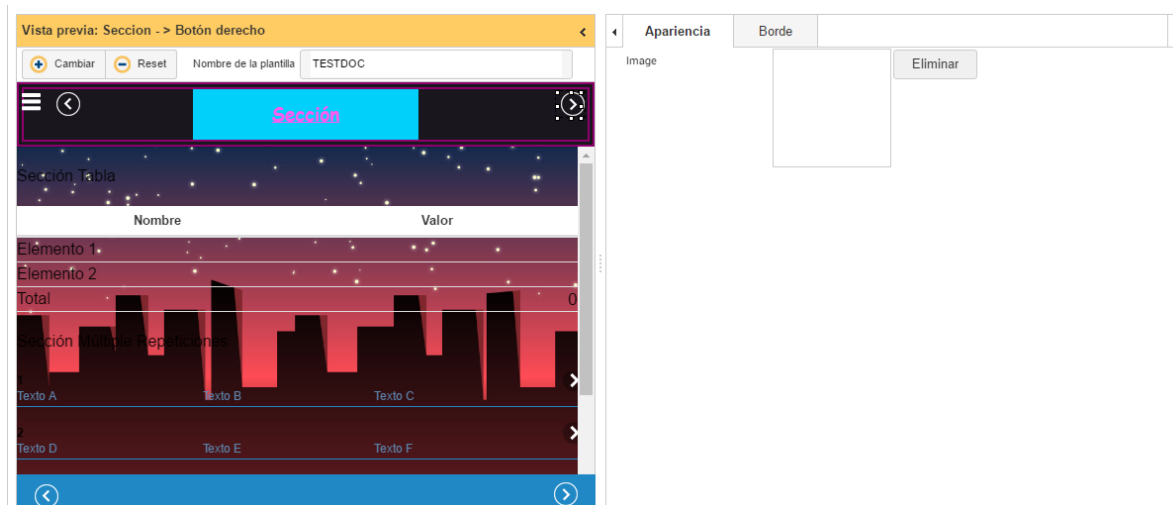 Vista previa: Seccion - > Botón derecho
Cambiar Reset Nombre de la plantilla TESTDOC
Sección
Sección Tabla
Nombre Valor
Elemento 1
Elemento 2
Total 0
Sección Múltiple Repeticiones
1
Texto A Texto B Texto C
2
Texto D Texto E Texto F
Apariencia Borde
Image Eliminar